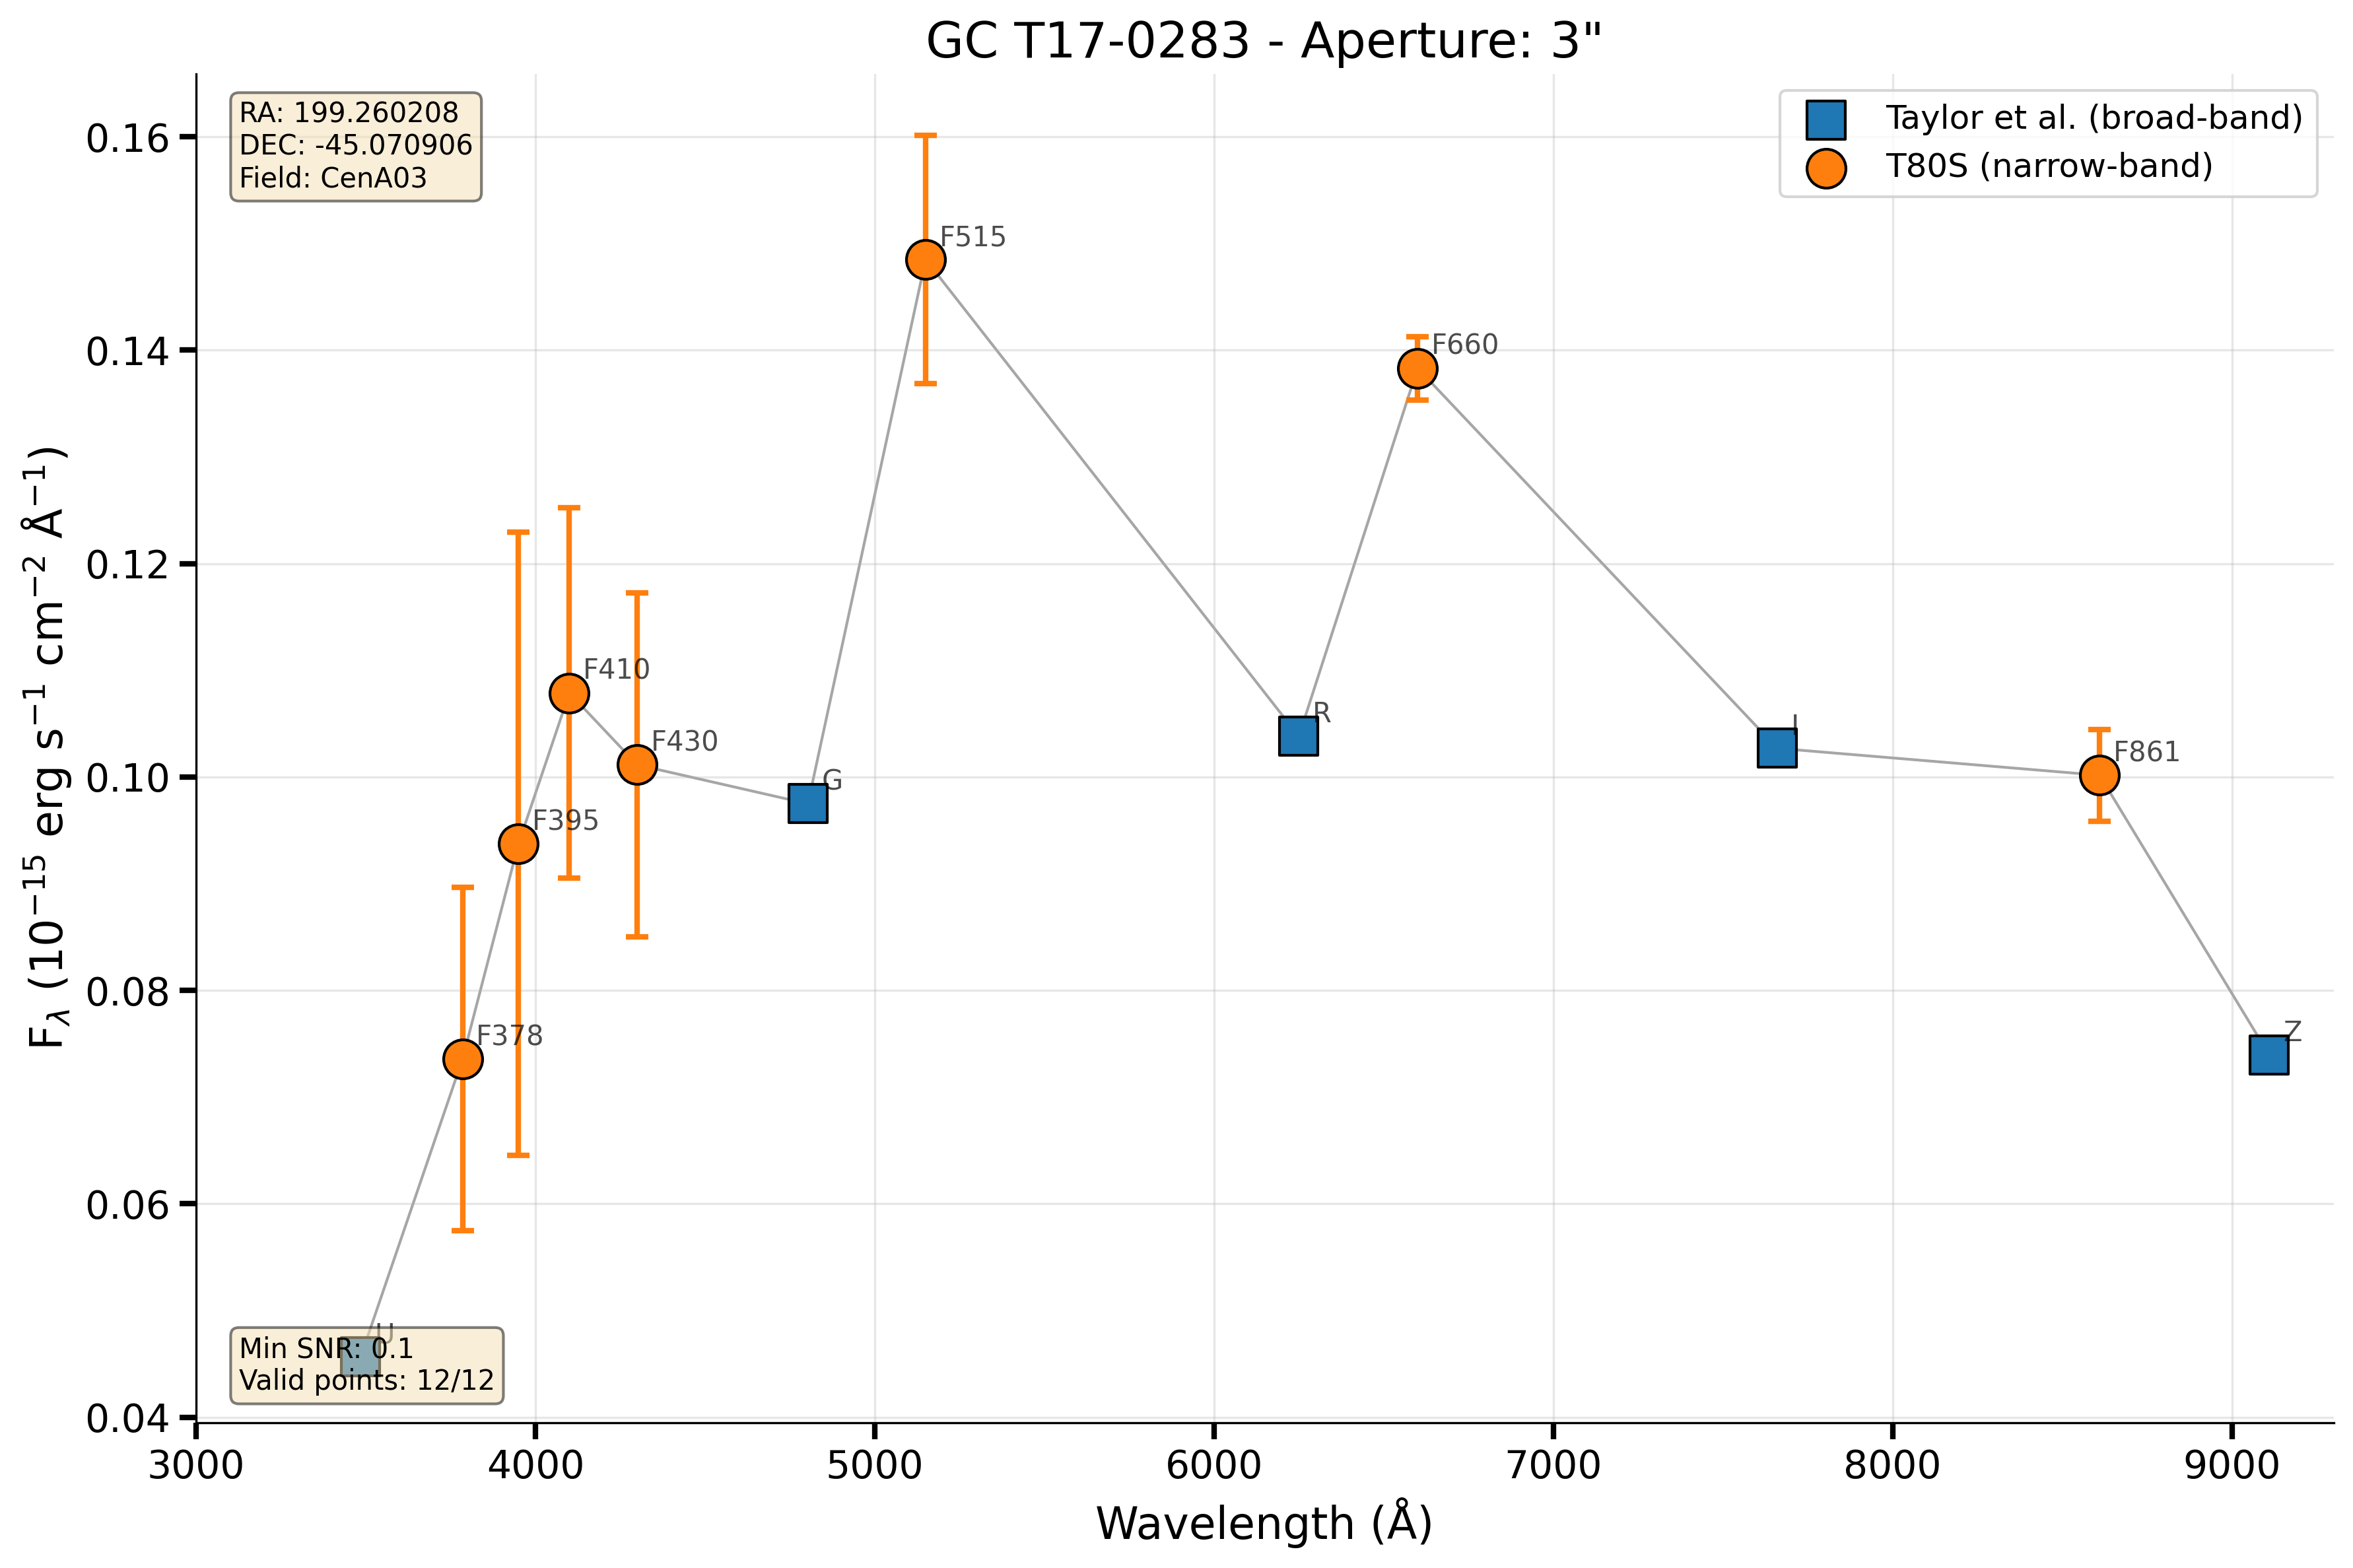 GC T17-0283 - Aperture: 3"
RA: 199.260208
DEC: -45.070906
Field: CenA03
Taylor et al. (broad-band)
T80S (narrow-band)
F_λ (10⁻¹⁵ erg s⁻¹ cm⁻² Å⁻¹)
0.16
0.14
0.12
0.10
0.08
0.06
0.04
F515
F660
F410
F430
F395
F378
G
R
I
F861
Z
U
Min SNR: 0.1
Valid points: 12/12
3000
4000
5000
6000
7000
8000
9000
Wavelength (Å)